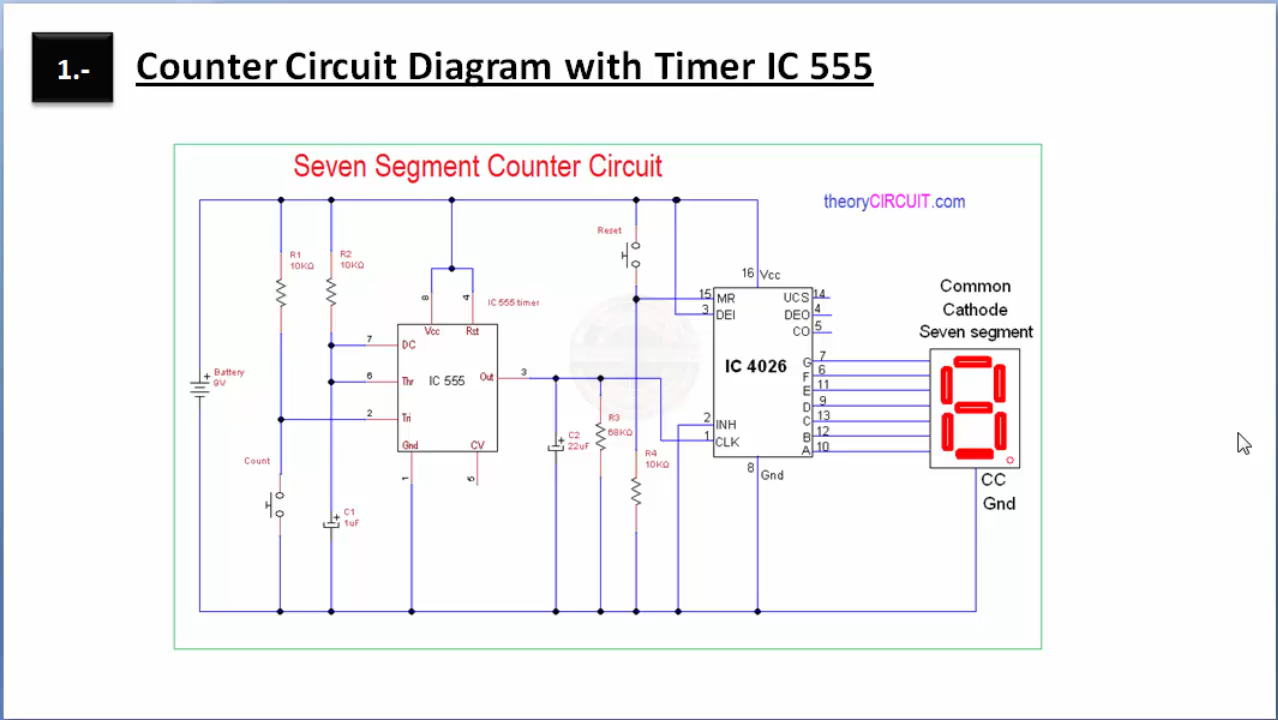 1.-
Counter Circuit Diagram with Timer IC 555
Seven Segment Counter Circuit
theoryCIRCUIT.com
Reset
R1
10KΩ
R2
10KΩ
IC 555 timer
8
4
Vcc
Rst
7
DC
6
Thr
IC 555
Out
3
2
Tri
Gnd
CV
1
5
Battery
9V
Count
C1
1uF
C2
22uF
R3
68KΩ
R4
10KΩ
16
Vcc
15
MR
3
DEI
UCS
14
DEO
4
CO
5
IC 4026
G
7
F
6
E
11
D
9
C
13
B
12
A
10
2
INH
1
CLK
8
Gnd
Common
Cathode
Seven segment
CC
Gnd